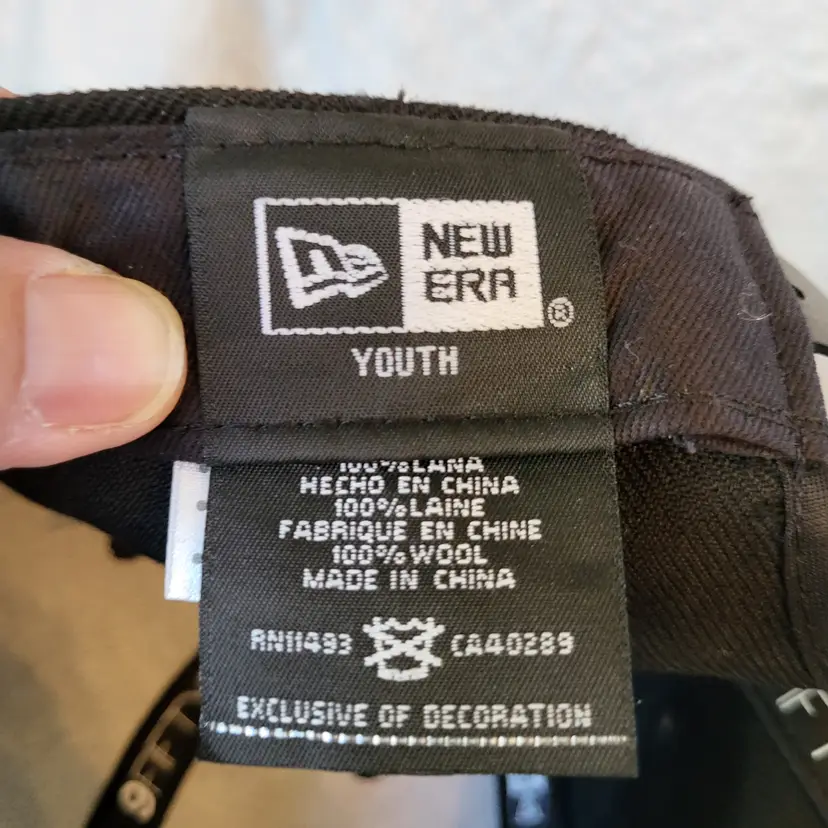 NEW
ERA
®
YOUTH
100%LANA
HECHO EN CHINA
100%LAINE
FABRIQUE EN CHINE
100%WOOL
MADE IN CHINA
RN11493 CA40289
EXCLUSIVE OF DECORATION